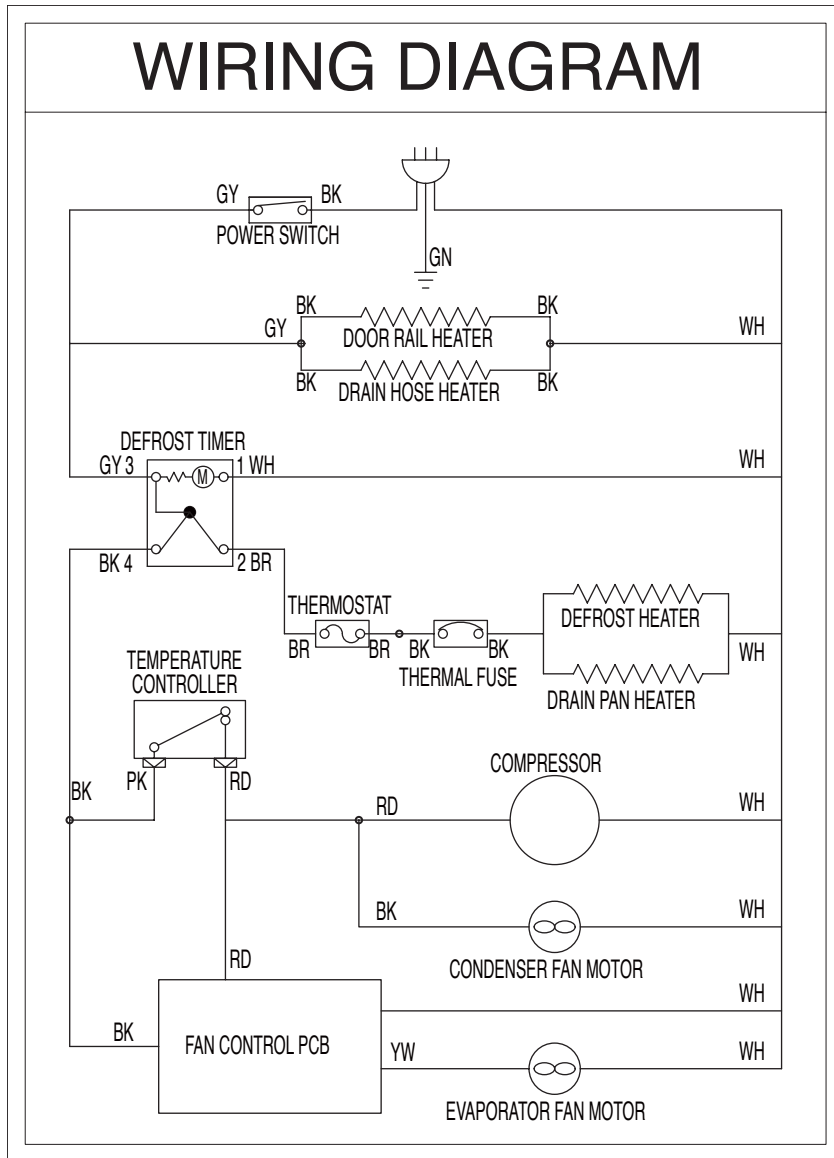 WIRING DIAGRAM
GY BK
POWER SWITCH
GN
BK BK
GY DOOR RAIL HEATER WH
BK BK
DRAIN HOSE HEATER
DEFROST TIMER
GY 3 M 1 WH WH
BK 4 2 BR
THERMOSTAT DEFROST HEATER
BR BR BK BK WH
THERMAL FUSE
DRAIN PAN HEATER
TEMPERATURE
CONTROLLER
PK RD
BK
COMPRESSOR
RD WH
BK WH
CONDENSER FAN MOTOR
RD
WH
BK FAN CONTROL PCB YW WH
EVAPORATOR FAN MOTOR